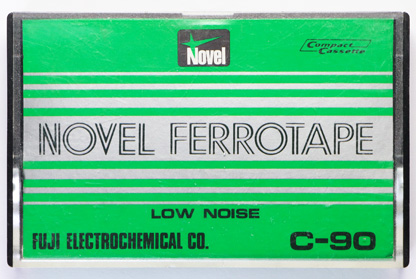 Novel
Compact
Cassette
NOVEL FERROTAPE
LOW NOISE
FUJI ELECTROCHEMICAL CO.
C-90